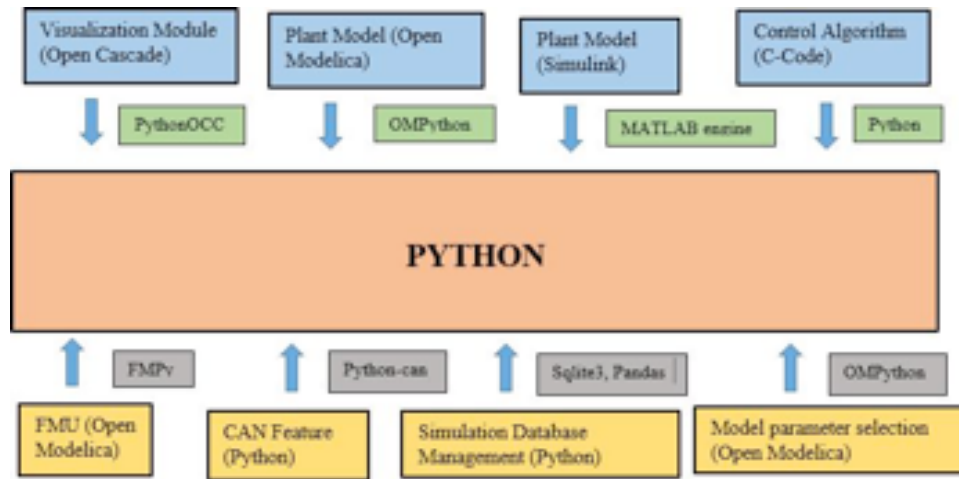 Visualization Module
(Open Cascade)
Plant Model (Open
Modelica)
Plant Model
(Simulink)
Control Algorithm
(C-Code)
PythonOCC
OMPython
MATLAB engine
Python
PYTHON
FMPy
Python-can
Sqlite3, Pandas
OMPython
FMU (Open
Modelica)
CAN Feature
(Python)
Simulation Database
Management (Python)
Model parameter selection
(Open Modelica)